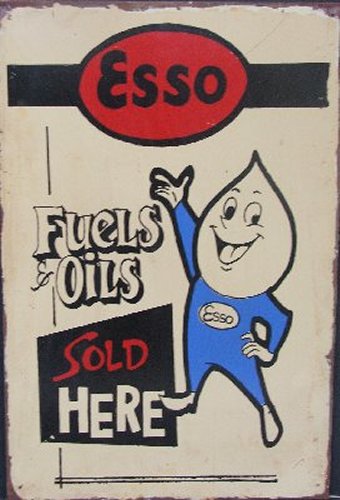 Esso
Fuels
& Oils
Esso
Sold
Here